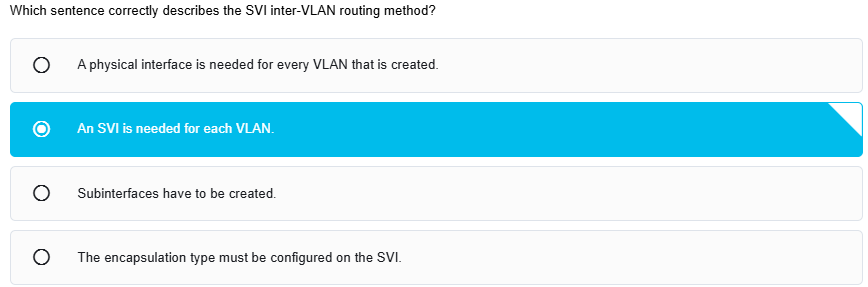 Which sentence correctly describes the SVI inter-VLAN routing method?
A physical interface is needed for every VLAN that is created.
An SVI is needed for each VLAN.
Subinterfaces have to be created.
The encapsulation type must be configured on the SVI.